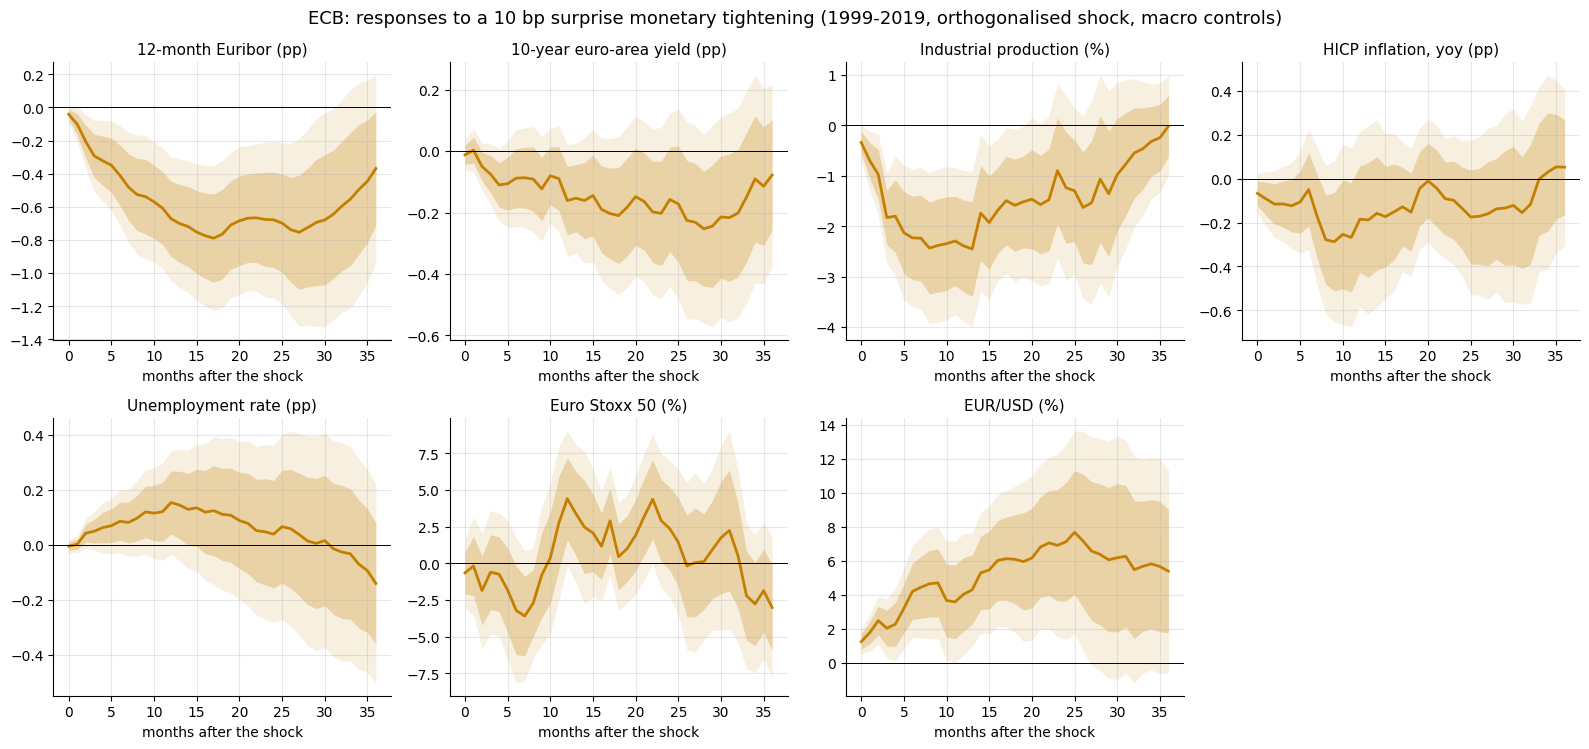 ECB: responses to a 10 bp surprise monetary tightening (1999-2019, orthogonalised shock, macro controls)
12-month Euribor (pp)
0.2
0.0
−0.2
−0.4
−0.6
−0.8
−1.0
−1.2
−1.4
0 5 10 15 20 25 30 35
months after the shock
10-year euro-area yield (pp)
0.2
0.0
−0.2
−0.4
−0.6
0 5 10 15 20 25 30 35
months after the shock
Industrial production (%)
1
0
−1
−2
−3
−4
0 5 10 15 20 25 30 35
months after the shock
HICP inflation, yoy (pp)
0.4
0.2
0.0
−0.2
−0.4
−0.6
0 5 10 15 20 25 30 35
months after the shock
Unemployment rate (pp)
0.4
0.2
0.0
−0.2
−0.4
0 5 10 15 20 25 30 35
months after the shock
Euro Stoxx 50 (%)
7.5
5.0
2.5
0.0
−2.5
−5.0
−7.5
0 5 10 15 20 25 30 35
months after the shock
EUR/USD (%)
14
12
10
8
6
4
2
0
0 5 10 15 20 25 30 35
months after the shock